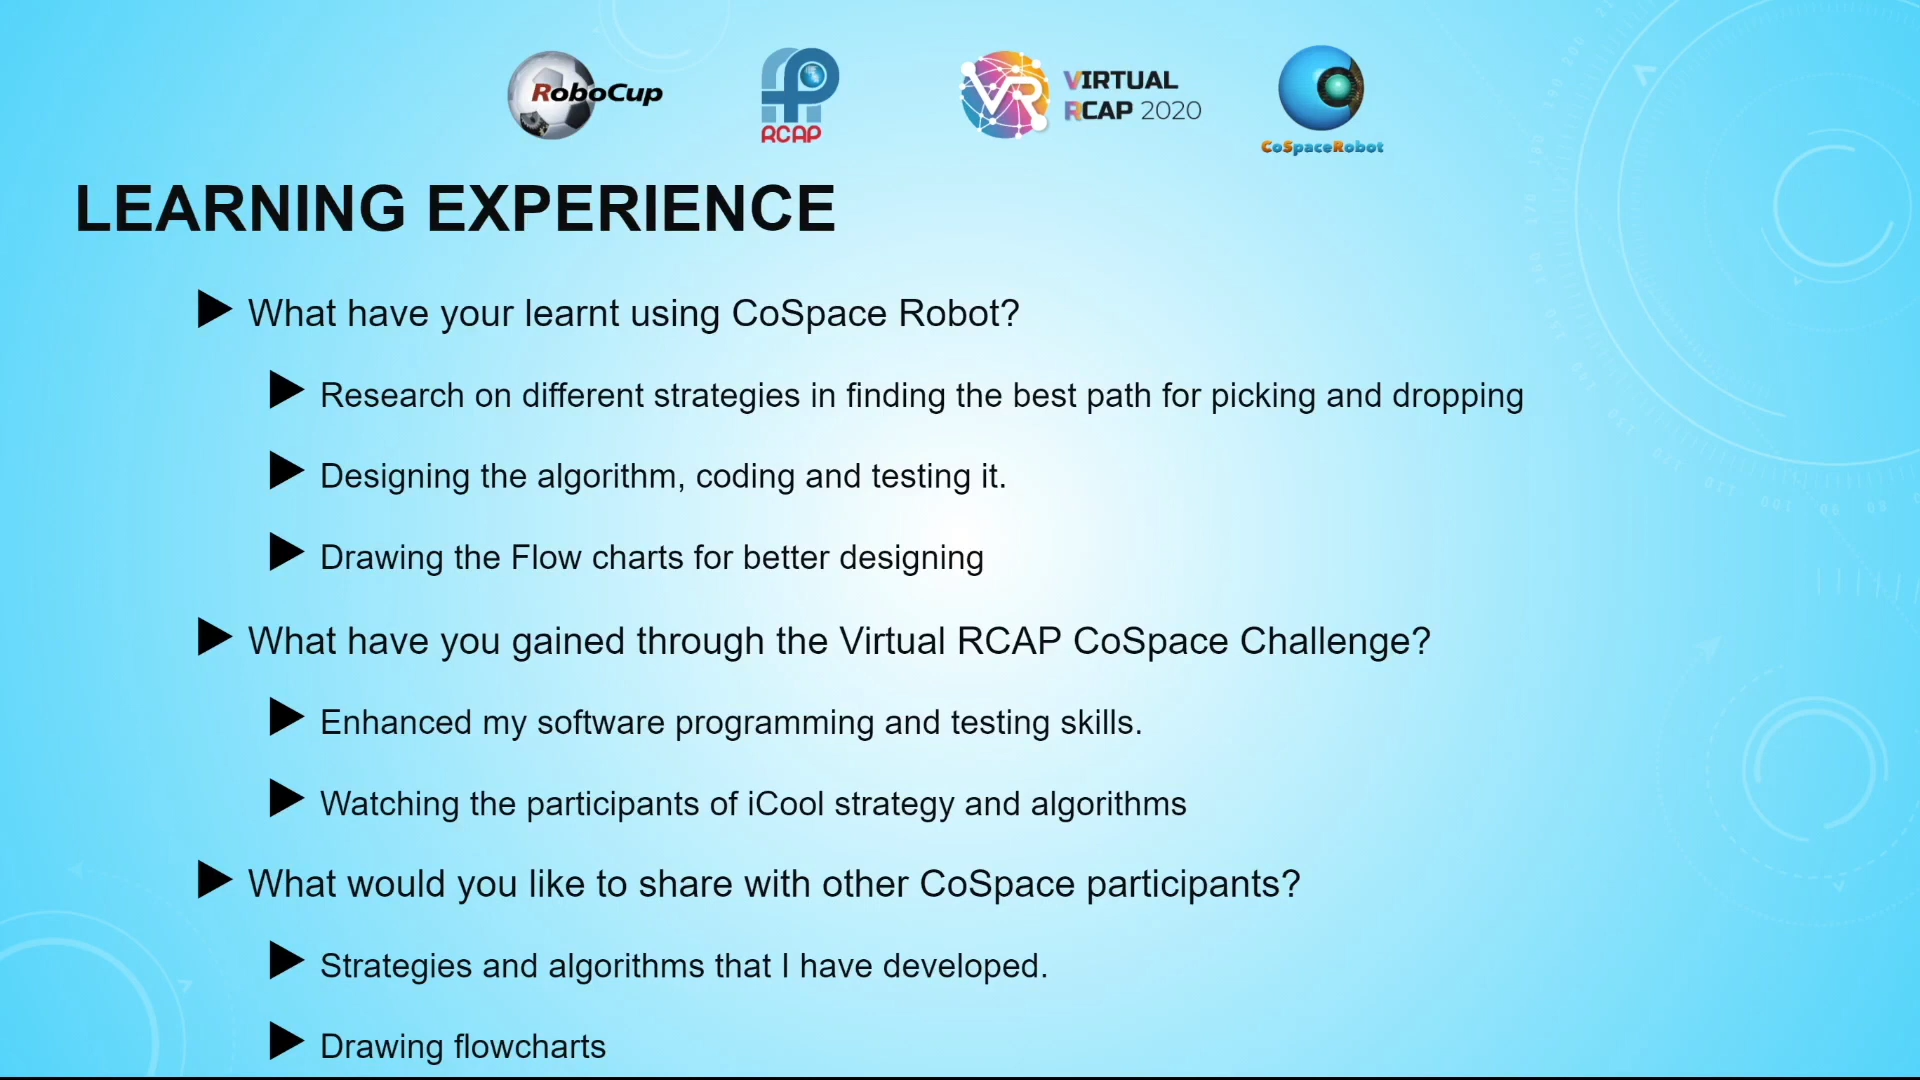 RoboCup
RCAP
VR
VIRTUAL
RCAP 2020
CoSpaceRobot
LEARNING EXPERIENCE
What have your learnt using CoSpace Robot?
Research on different strategies in finding the best path for picking and dropping
Designing the algorithm, coding and testing it.
Drawing the Flow charts for better designing
What have you gained through the Virtual RCAP CoSpace Challenge?
Enhanced my software programming and testing skills.
Watching the participants of iCool strategy and algorithms
What would you like to share with other CoSpace participants?
Strategies and algorithms that I have developed.
Drawing flowcharts